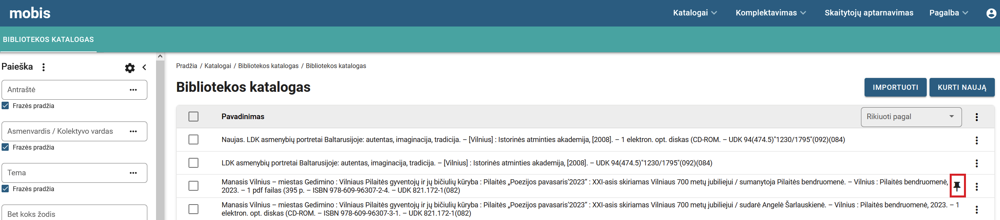 mobis
Katalogai
Komplektavimas
Skaitytojų aptarnavimas
Pagalba
BIBLIOTEKOS KATALOGAS
Paieška
Antraštė
Frazės pradžia
Asmenvardis / Kolektyvo vardas
Frazės pradžia
Tema
Frazės pradžia
Bet koks žodis
Pradžia / Katalogai / Bibliotekos katalogas / Bibliotekos katalogas
Bibliotekos katalogas
IMPORTUOTI
KURTI NAUJĄ
Pavadinimas
Rikiuoti pagal
Naujas. LDK asmenybių portretai Baltarusijoje: autentas, imaginacija, tradicija. – [Vilnius] : Istorinės atminties akademija, [2008]. – 1 elektron. opt. diskas (CD-ROM. – UDK 94(474.5)"1230/1795"(092)(084)
LDK asmenybių portretai Baltarusijoje: autentas, imaginacija, tradicija. – [Vilnius] : Istorinės atminties akademija, [2008]. – UDK 94(474.5)"1230/1795"(092)(084)
Manasis Vilnius – miestas Gedimino : Vilniaus Pilaitės gyventojų ir jų bičiulių kūryba : Pilaitės „Poezijos pavasaris’2023“ : XXI-asis skiriamas Vilniaus 700 metų jubiliejui / sumanytoja Pilaitės bendruomenė. – Vilnius : Pilaitės bendruomenė,
2023. – 1 pdf failas (395 p. – ISBN 978-609-96307-2-4. – UDK 821.172-1(082)
Manasis Vilnius – miestas Gedimino : Vilniaus Pilaitės gyventojų ir jų bičiulių kūryba : Pilaitės „Poezijos pavasaris’2023“ : XXI-asis skiriamas Vilniaus 700 metų jubiliejui / sudarė Angelė Šarlauskienė. – Vilnius : Pilaitės bendruomenė, 2023. – 1
elektron. opt. diskas (CD-ROM. – ISBN 978-609-96307-3-1. – UDK 821.172-1(082)